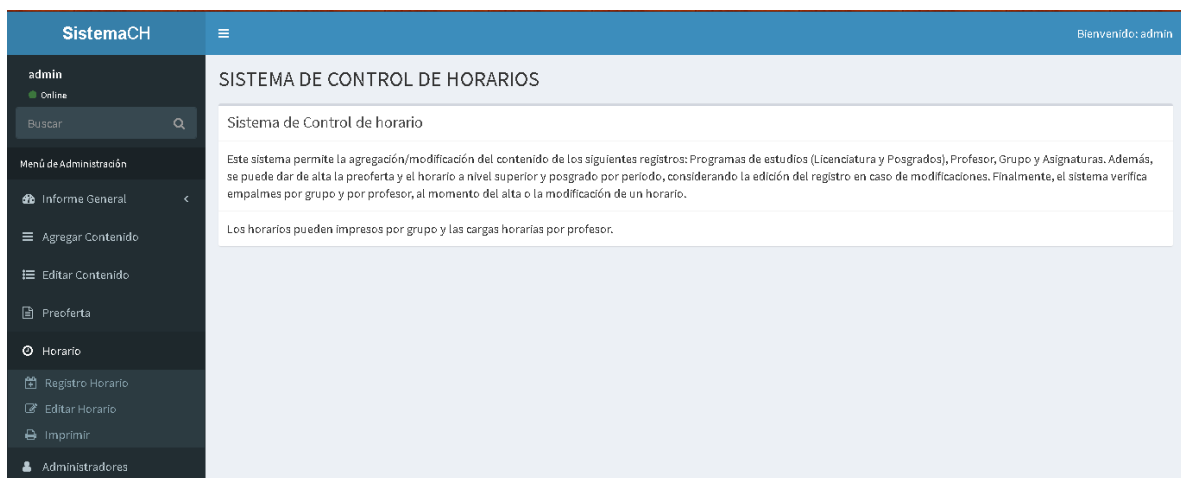 SistemaCH
Bienvenido: admin
admin
Online
Buscar
Menú de Administración
Informe General
Agregar Contenido
Editar Contenido
Preoferta
Horario
Registro Horario
Editar Horario
Imprimir
Administradores
SISTEMA DE CONTROL DE HORARIOS
Sistema de Control de horario
Este sistema permite la agregación/modificación del contenido de los siguientes registros: Programas de estudios (Licenciatura y Posgrados), Profesor, Grupo y Asignaturas. Además,
se puede dar de alta la preoferta y el horario a nivel superior y posgrado por periodo, considerando la edición del registro en caso de modificaciones. Finalmente, el sistema verifica
empalmes por grupo y por profesor, al momento del alta o la modificación de un horario.
Los horarios pueden impresos por grupo y las cargas horarias por profesor.